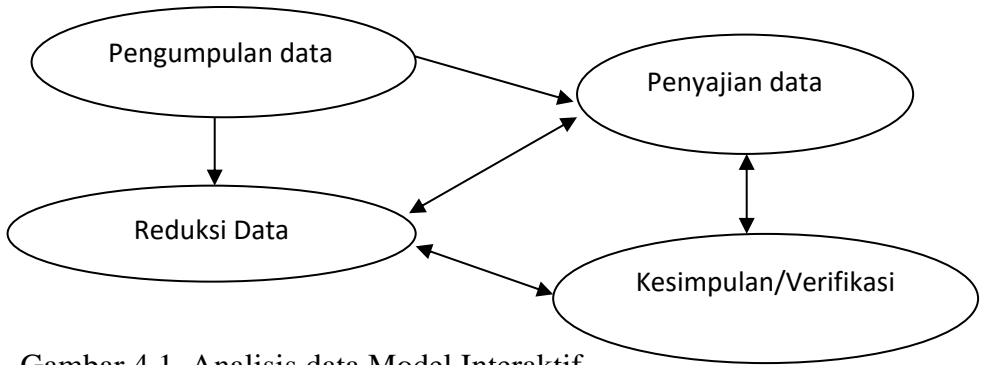 Pengumpulan data
Penyajian data
Reduksi Data
Kesimpulan/Verifikasi
Gambar 4.1. Analisis data Model Interaktif